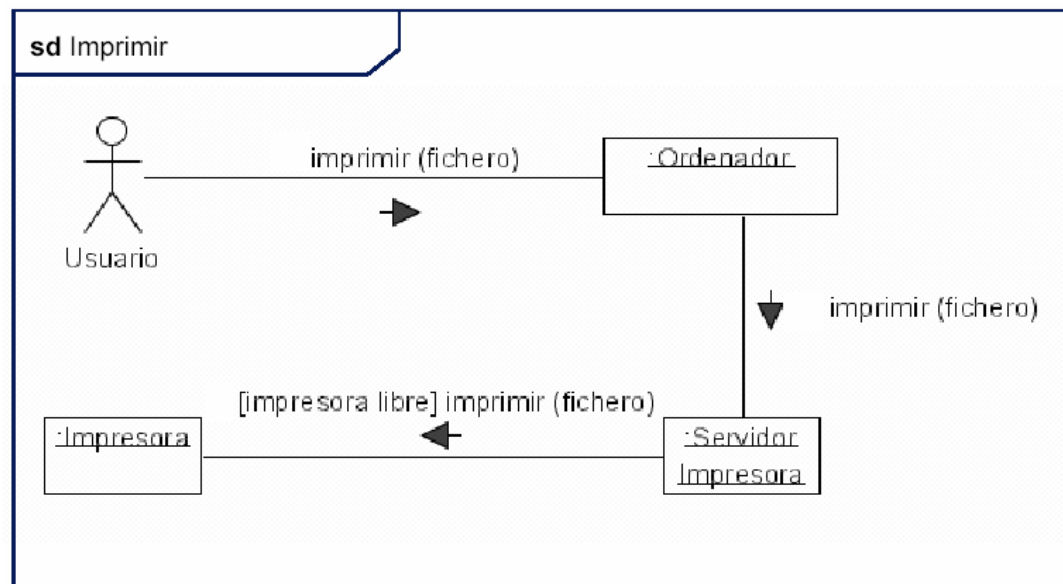 sd Imprimir
imprimir (fichero)
:Ordenador
Usuario
imprimir (fichero)
[impresora libre] imprimir (fichero)
:Impresora
:Servidor
Impresora